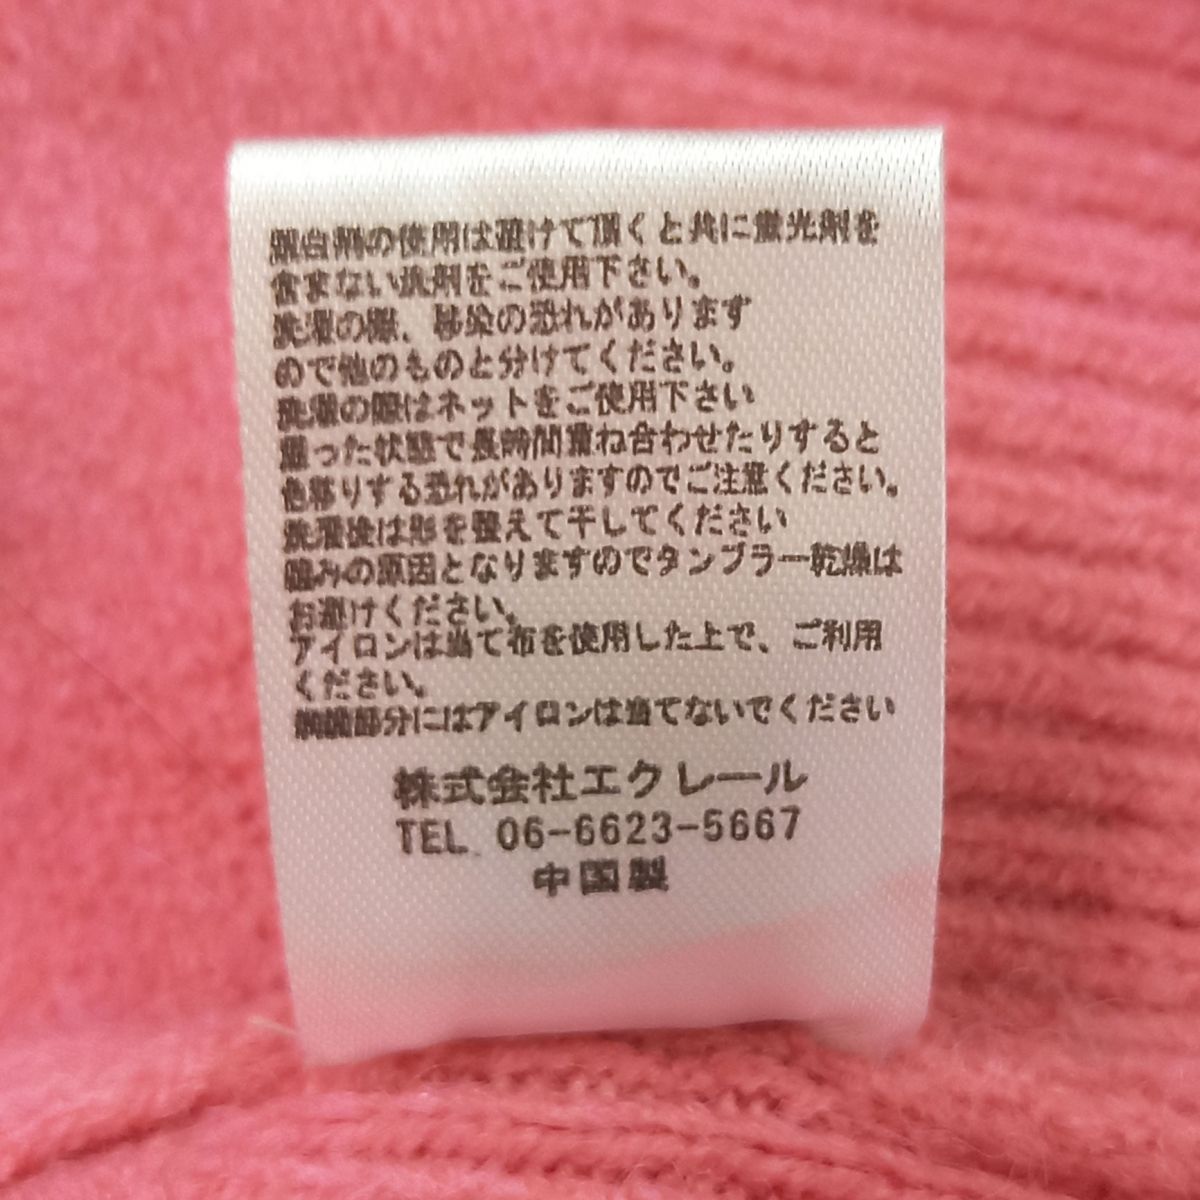 漂白剤の使用は避けて頂くと共に蛍光剤を
含まない洗剤をご使用下さい。
洗濯の際、移染の恐れがあります
ので他のものと分けてください。
洗濯の際はネットをご使用下さい
湿った状態で長時間重ね合わせたりすると
色移りする恐れがありますのでご注意ください。
洗濯後は形を整えて干してください
縮みの原因となりますのでタンブラー乾燥は
お避けください。
アイロンは当て布を使用した上で、ご利用
ください。
部分にはアイロンは当てないでください
株式会社エクレール
TEL 06-6623-5667
中国製